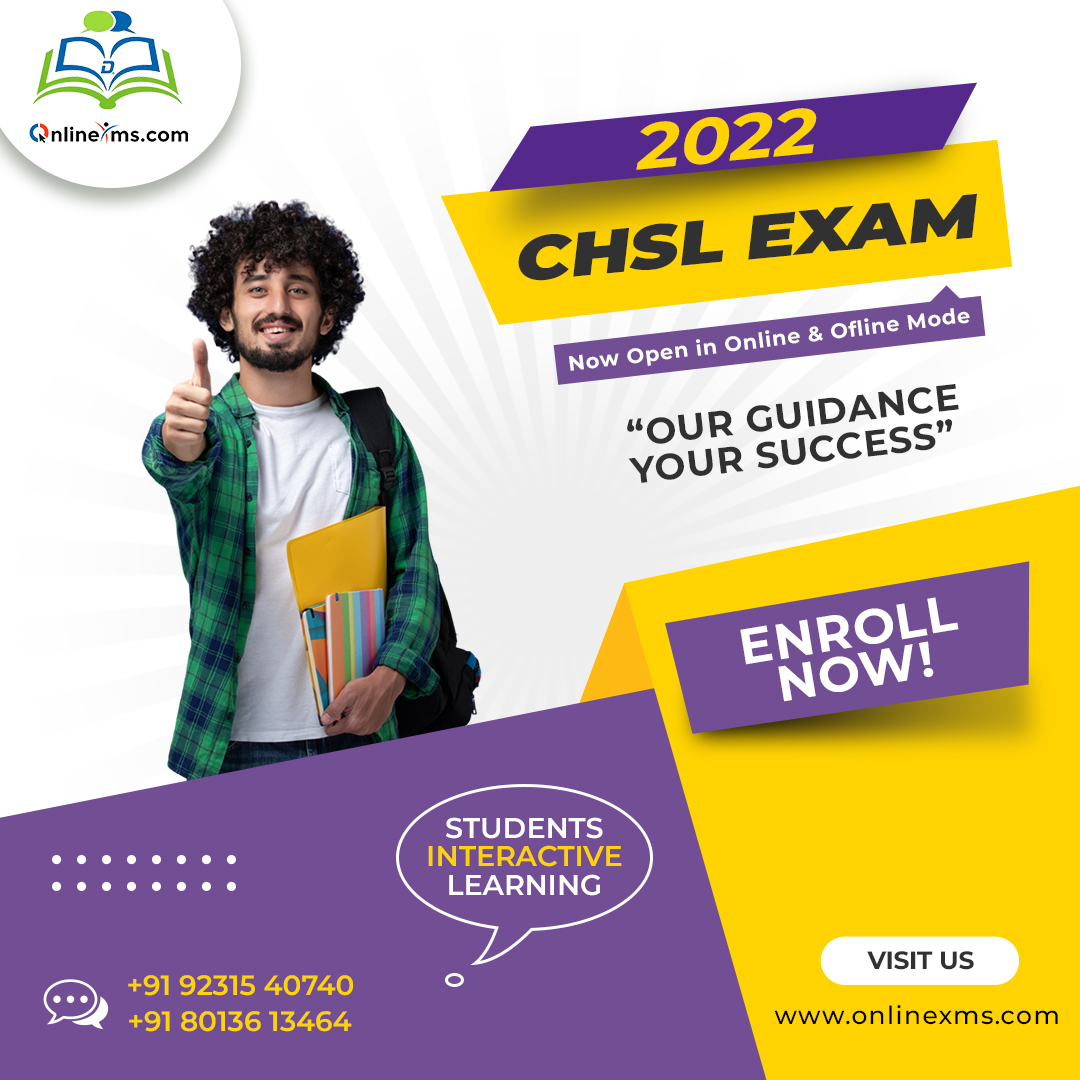 OnlineXms.com
2022
CHSL EXAM
Now Open in Online & Ofline Mode
“OUR GUIDANCE
YOUR SUCCESS”
ENROLL
NOW!
STUDENTS
INTERACTIVE
LEARNING
+91 92315 40740
+91 80136 13464
VISIT US
www.onlinexms.com